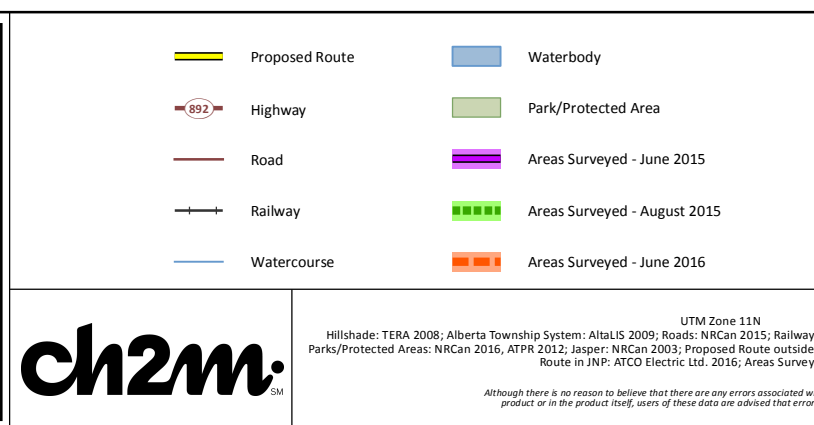 Proposed Route
892
Highway
Road
Railway
Watercourse
Waterbody
Park/Protected Area
Areas Surveyed - June 2015
Areas Surveyed - August 2015
Areas Surveyed - June 2016
ch2m
SM
UTM Zone 11N
Hillshade: TERA 2008; Alberta Township System: AltaLIS 2009; Roads: NRCan 2015; Railway
Parks/Protected Areas: NRCan 2016, ATPR 2012; Jasper: NRCan 2003; Proposed Route outside
Route in JNP: ATCO Electric Ltd. 2016; Areas Survey
Although there is no reason to believe that there are any errors associated w
product or in the product itself, users of these data are advised that error